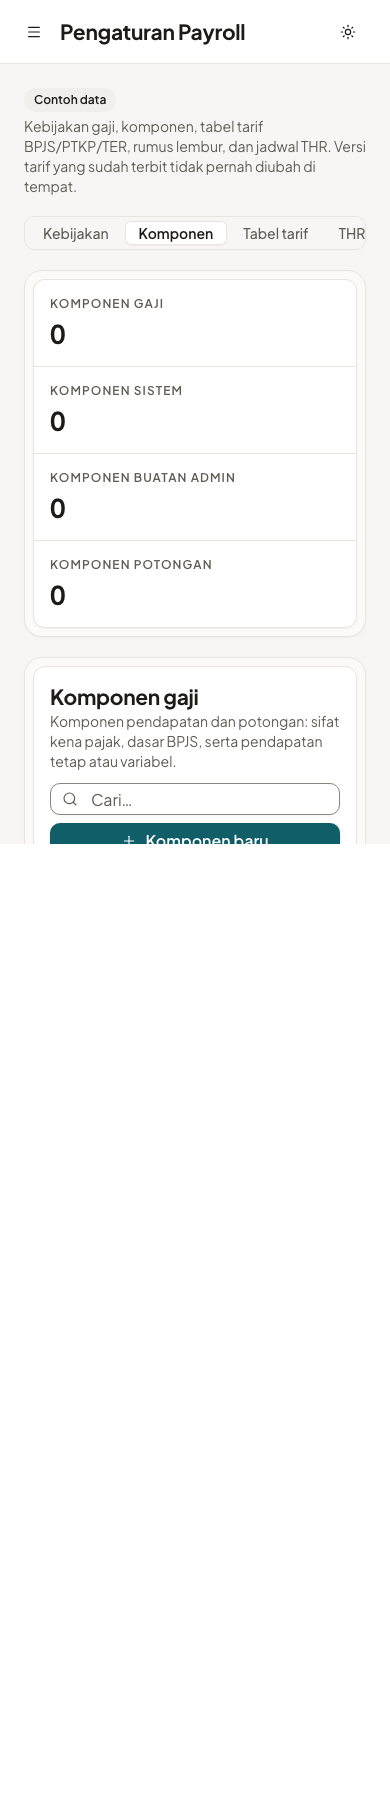 Pengaturan Payroll
Contoh data
Kebijakan gaji, komponen, tabel tarif
BPJS/PTKP/TER, rumus lembur, dan jadwal THR. Versi
tarif yang sudah terbit tidak pernah diubah di
tempat.
Kebijakan Komponen Tabel tarif THR
KOMPONEN GAJI
0
KOMPONEN SISTEM
0
KOMPONEN BUATAN ADMIN
0
KOMPONEN POTONGAN
0
Komponen gaji
Komponen pendapatan dan potongan: sifat
kena pajak, dasar BPJS, serta pendapatan
tetap atau variabel.
Cari...
Komponen baru